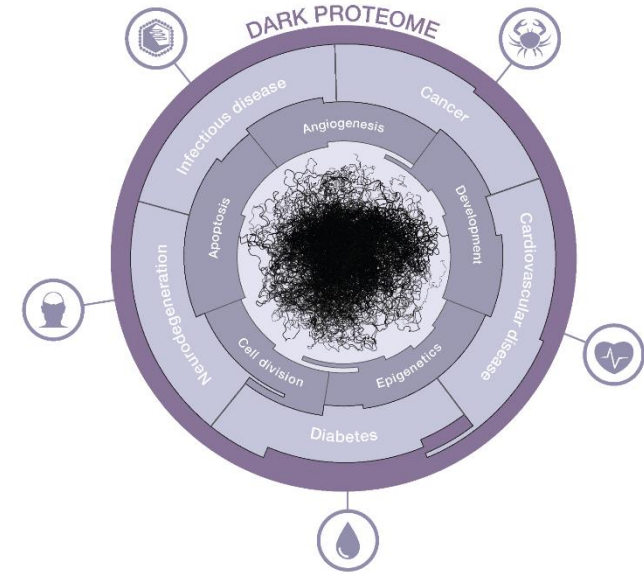 DARK PROTEOME
Infectious disease
Cancer
Angiogenesis
Apoptosis
Development
Neurodegeneration
Cardiovascular disease
Cell division
Epigenetics
Diabetes